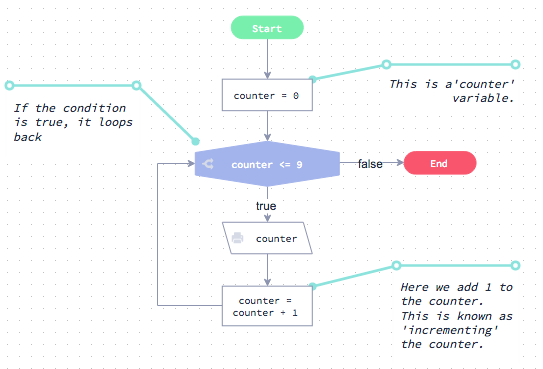 Start
counter = 0
This is a'counter'
variable.
If the condition
is true, it loops
back
counter <= 9
false
End
true
counter
counter =
counter + 1
Here we add 1 to
the counter.
This is known as
'incrementing'
the counter.